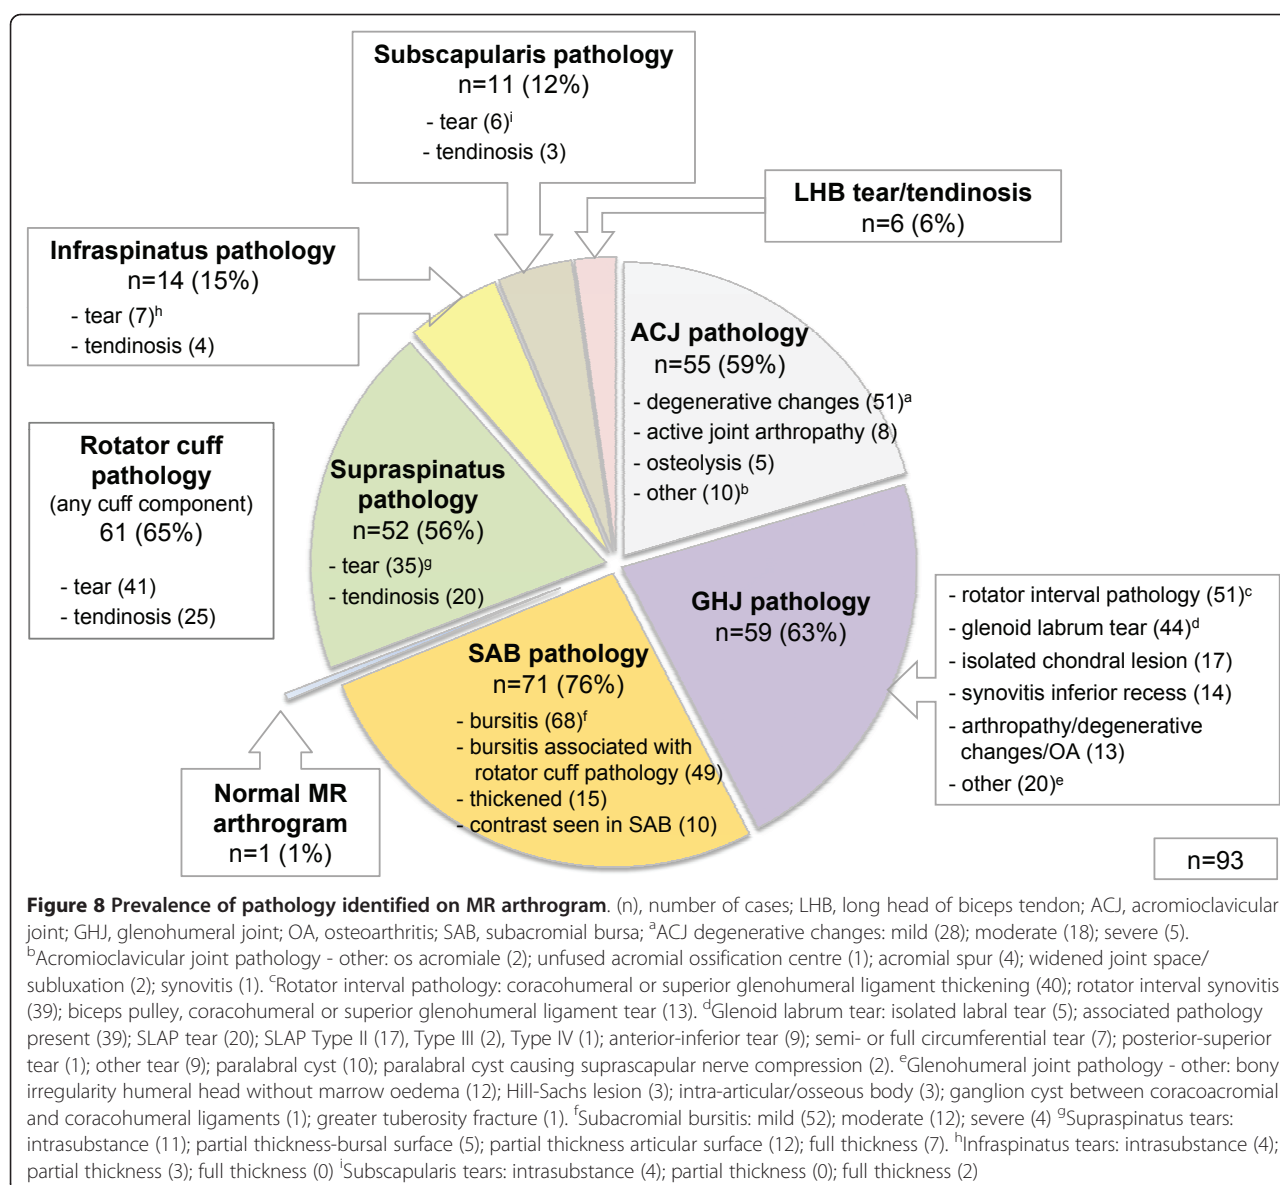 Subscapularis pathology
n=11 (12%)
- tear (6)i
- tendinosis (3)
LHB tear/tendinosis
n=6 (6%)
Infraspinatus pathology
n=14 (15%)
- tear (7)h
- tendinosis (4)
ACJ pathology
n=55 (59%)
- degenerative changes (51)a
- active joint arthropathy (8)
- osteolysis (5)
- other (10)b
Rotator cuff
pathology
(any cuff component)
61 (65%)
- tear (41)
- tendinosis (25)
Supraspinatus
pathology
n=52 (56%)
- tear (35)g
- tendinosis (20)
GHJ pathology
n=59 (63%)
- rotator interval pathology (51)c
- glenoid labrum tear (44)d
- isolated chondral lesion (17)
- synovitis inferior recess (14)
- arthropathy/degenerative
changes/OA (13)
- other (20)e
SAB pathology
n=71 (76%)
- bursitis (68)f
- bursitis associated with
rotator cuff pathology (49)
- thickened (15)
- contrast seen in SAB (10)
Normal MR
arthrogram
n=1 (1%)
n=93
Figure 8 Prevalence of pathology identified on MR arthrogram. (n), number of cases; LHB, long head of biceps tendon; ACJ, acromioclavicular
joint; GHJ, glenohumeral joint; OA, osteoarthritis; SAB, subacromial bursa; aACJ degenerative changes: mild (28); moderate (18); severe (5).
bAcromioclavicular joint pathology - other: os acromiale (2); unfused acromial ossification centre (1); acromial spur (4); widened joint space/
subluxation (2); synovitis (1). cRotator interval pathology: coracohumeral or superior glenohumeral ligament thickening (40); rotator interval synovitis
(39); biceps pulley, coracohumeral or superior glenohumeral ligament tear (13). dGlenoid labrum tear: isolated labral tear (5); associated pathology
present (39); SLAP tear (20); SLAP Type II (17), Type III (2), Type IV (1); anterior-inferior tear (9); semi- or full circumferential tear (7); posterior-superior
tear (1); other tear (9); paralabral cyst (10); paralabral cyst causing suprascapular nerve compression (2). eGlenohumeral joint pathology - other: bony
irregularity humeral head without marrow oedema (12); Hill-Sachs lesion (3); intra-articular/osseous body (3); ganglion cyst between coracoacromial
and coracohumeral ligaments (1); greater tuberosity fracture (1). fSubacromial bursitis: mild (52); moderate (12); severe (4) gSupraspinatus tears:
intrasubstance (11); partial thickness-bursal surface (5); partial thickness articular surface (12); full thickness (7). hInfraspinatus tears: intrasubstance (4);
partial thickness (3); full thickness (0) iSubscapularis tears: intrasubstance (4); partial thickness (0); full thickness (2)